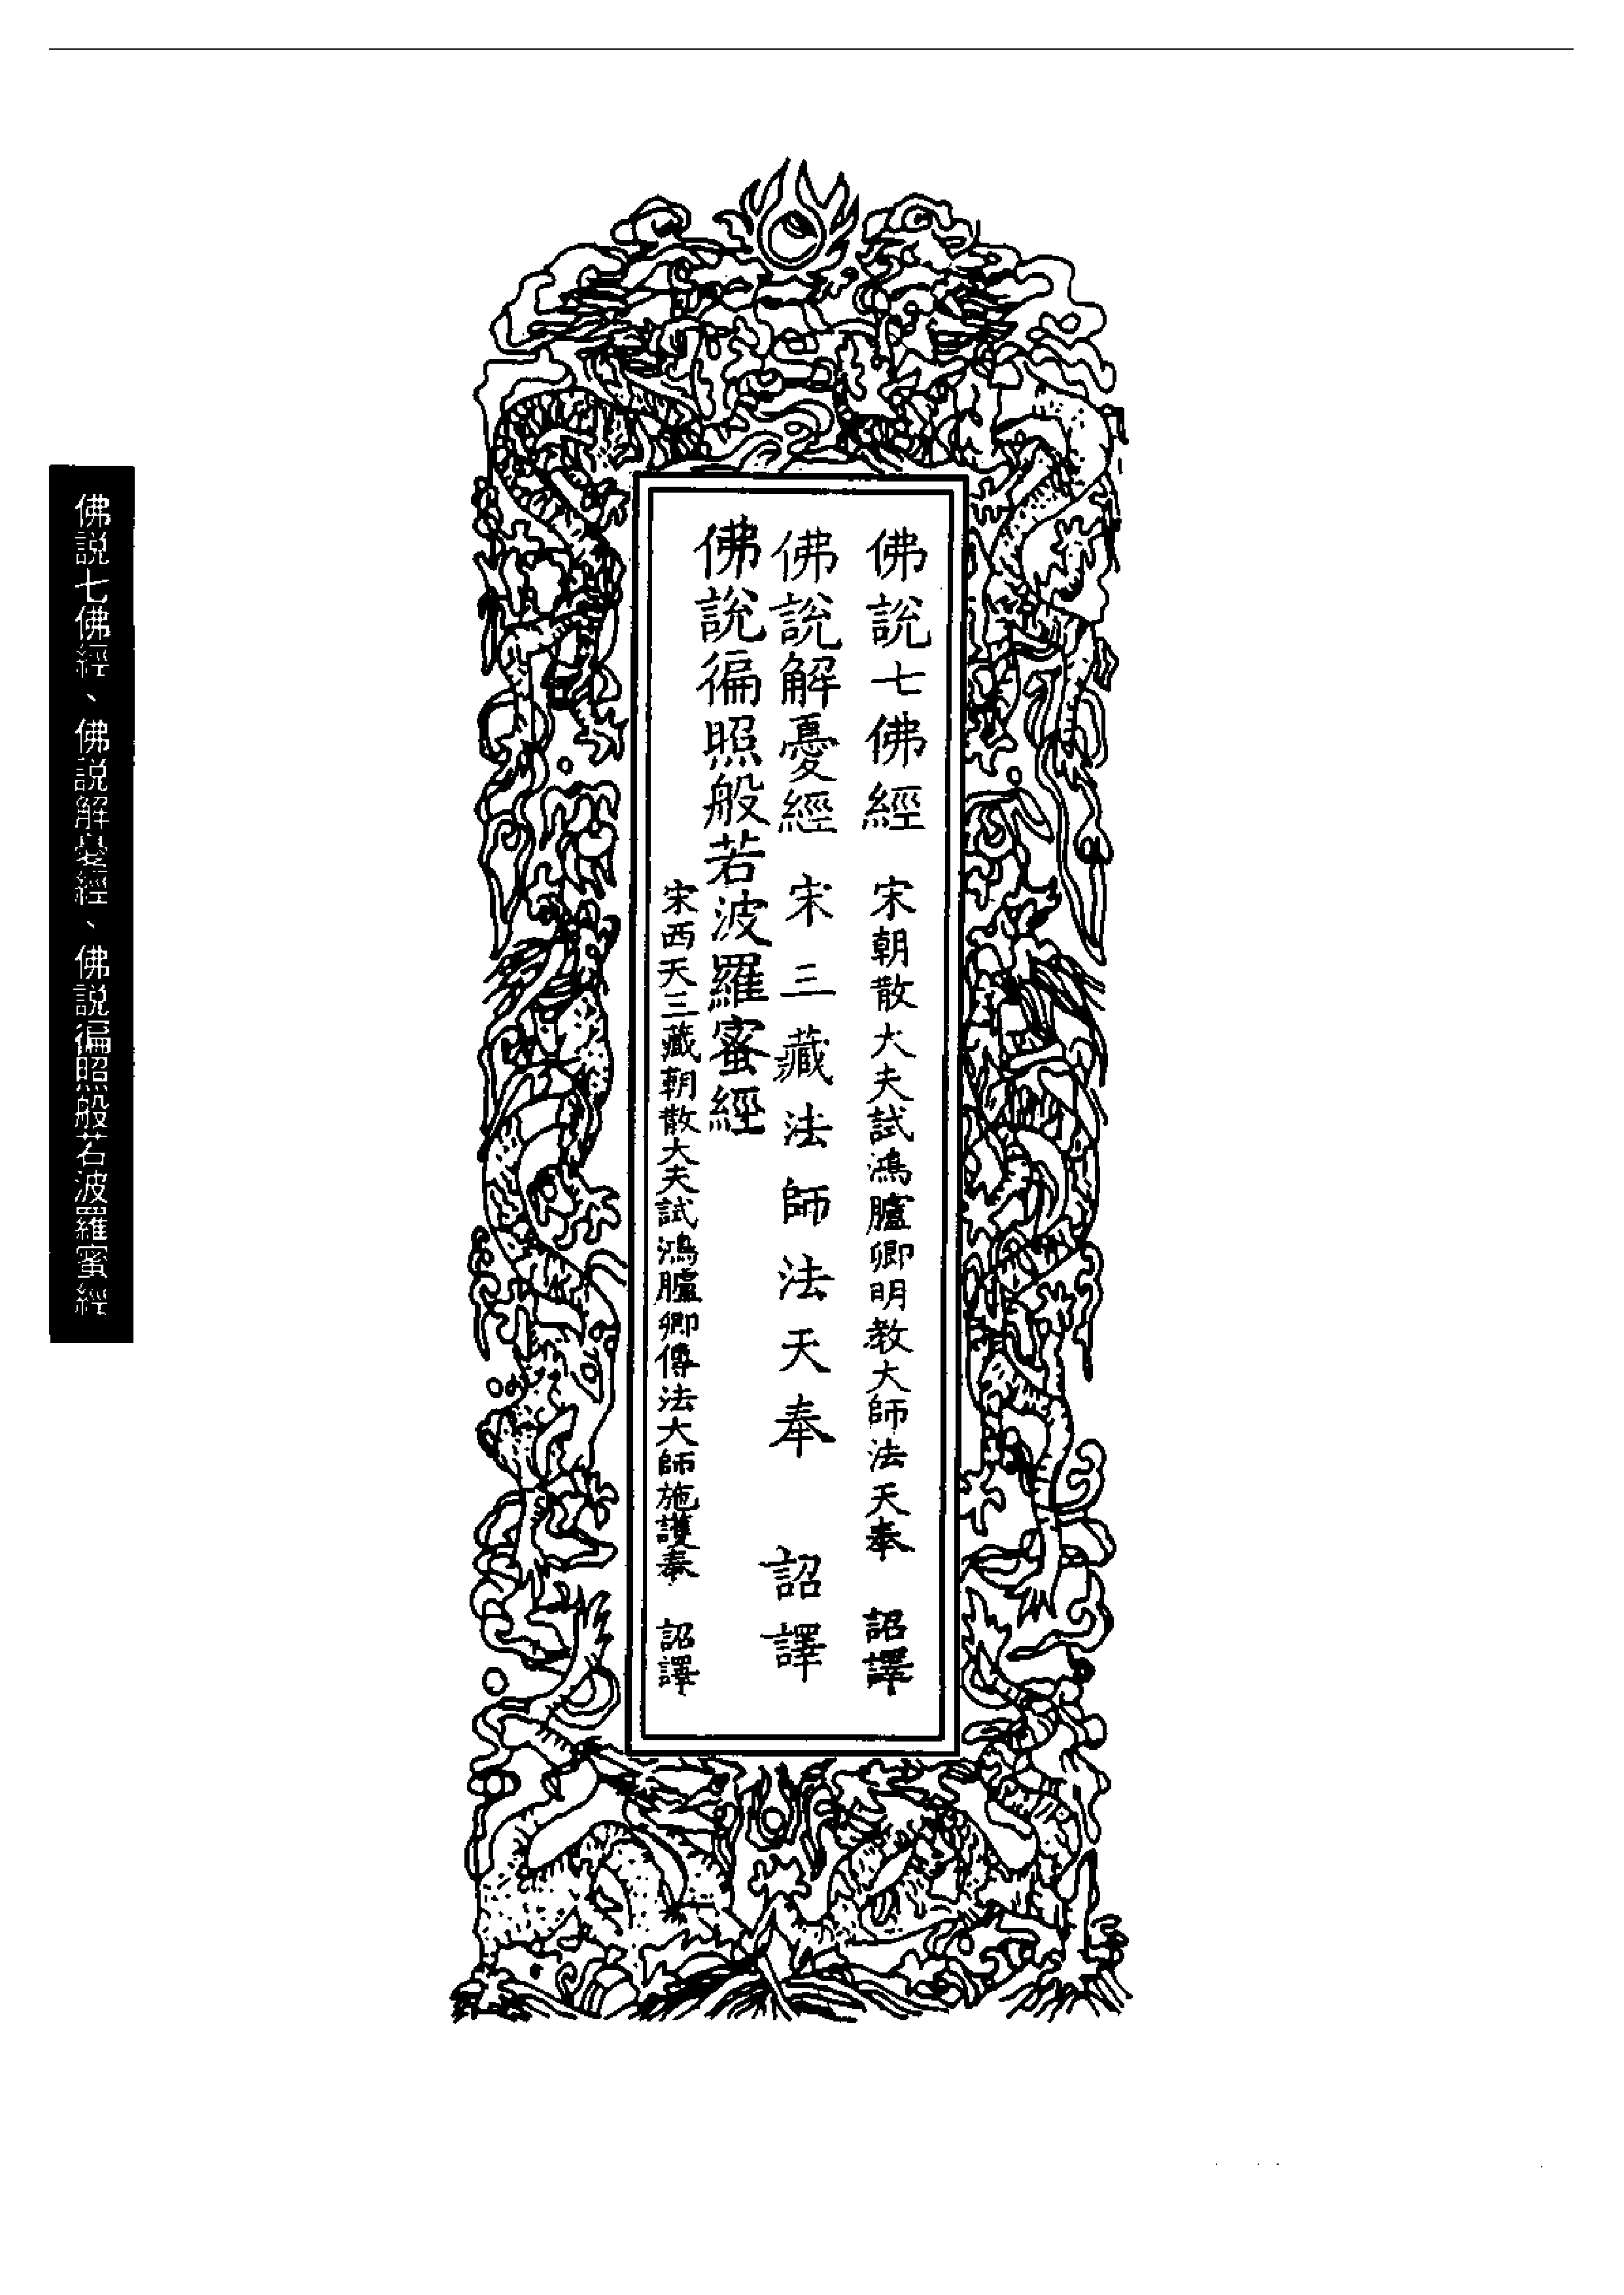 佛說七佛經　宋朝散大夫試鴻臚卿明教大師法天奉　詔譯
佛說解憂經　宋三藏法師法天奉　詔譯
佛說徧照般若波羅蜜經
宋西天三藏朝散大夫試鴻臚卿傳法大師施護奉　詔譯
佛説七佛經、佛説解憂經、佛説徧照般若波羅蜜經